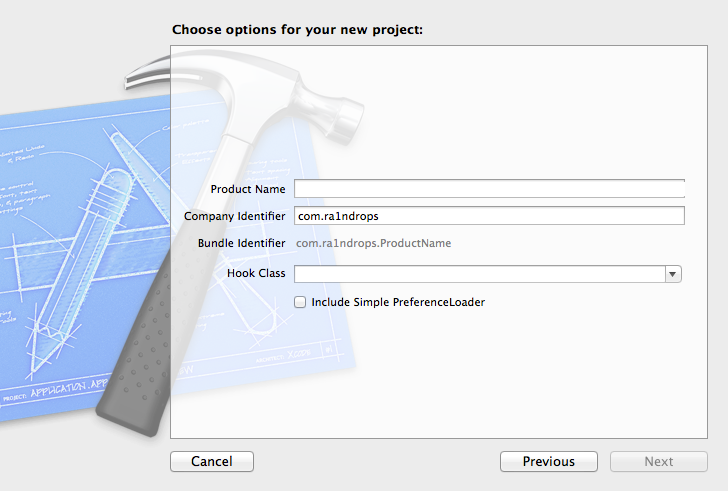 Choose options for your new project:
Product Name
Company Identifier com.ra1ndrops
Bundle Identifier com.ra1ndrops.ProductName
Hook Class
Include Simple PreferenceLoader
PROJECT: APPLICATION.APP
Cancel Previous Next